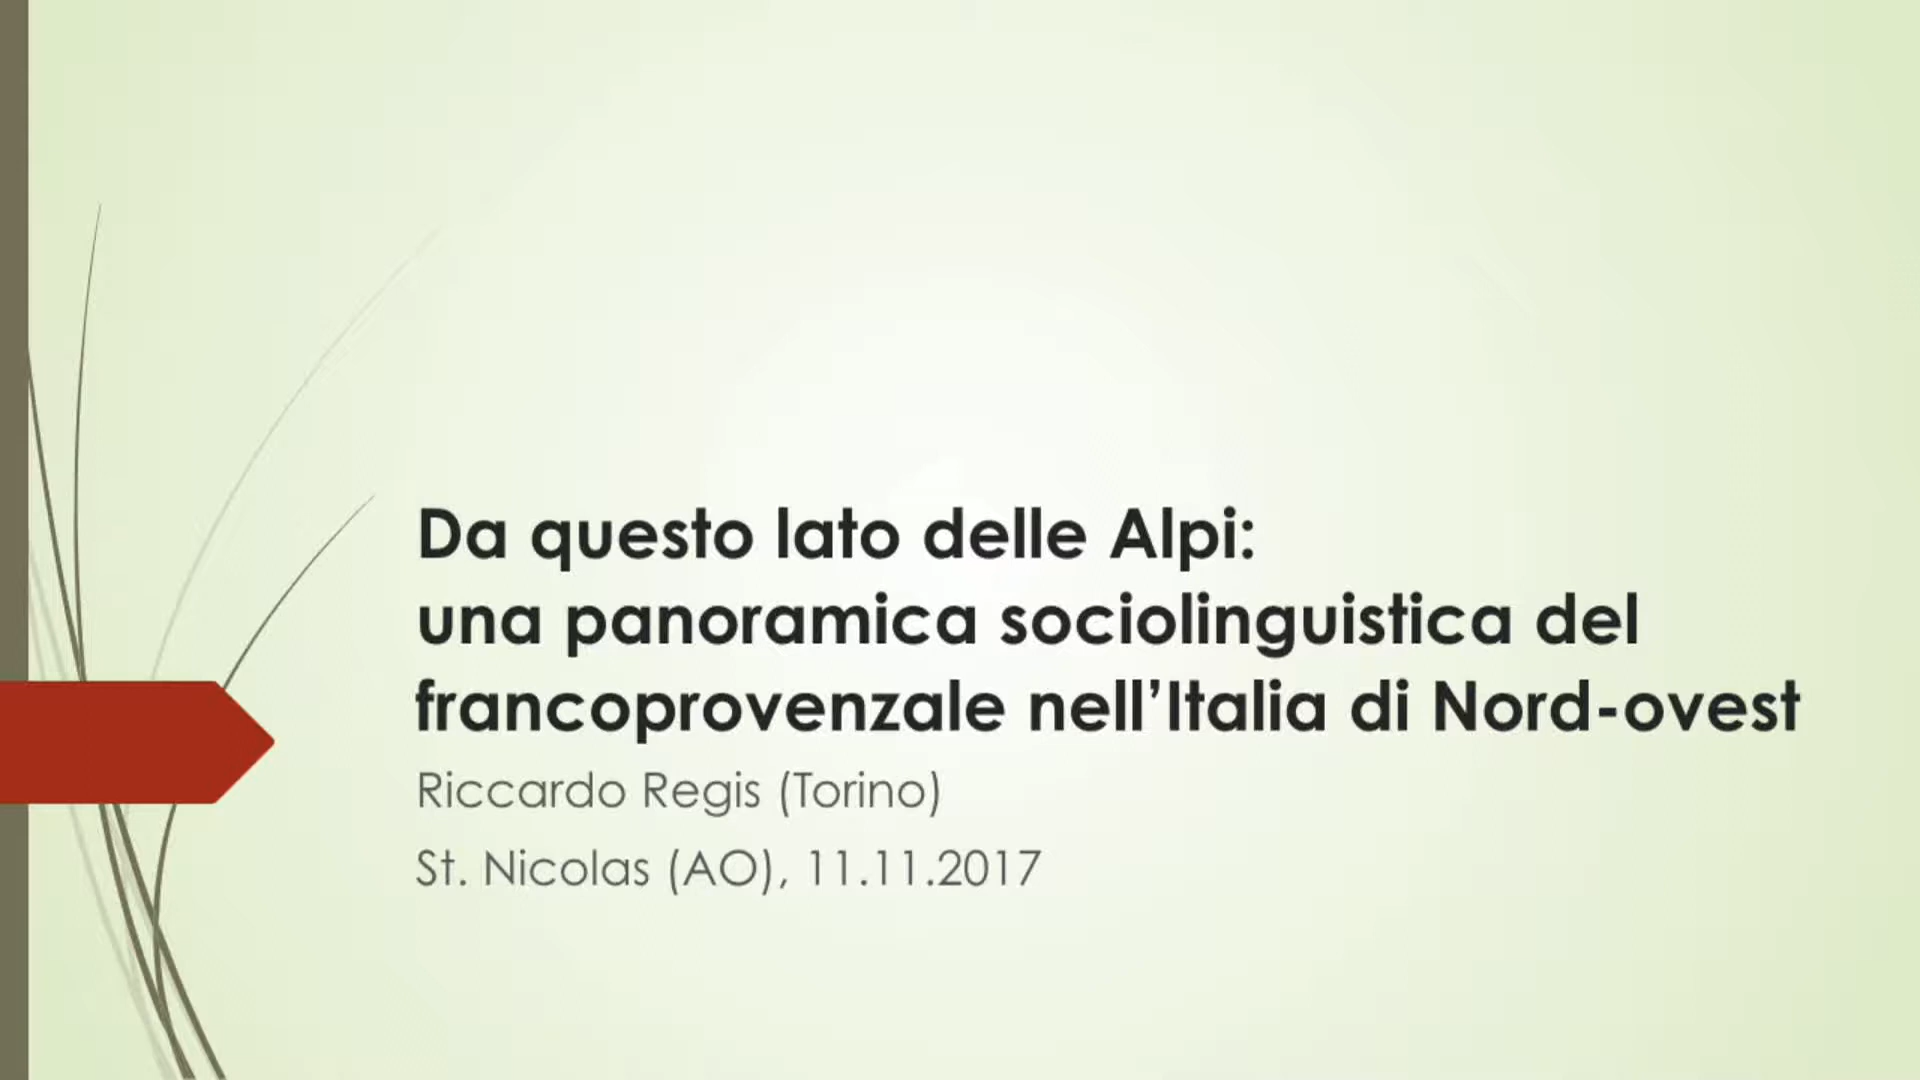 Da questo lato delle Alpi:
una panoramica sociolinguistica del
francoprovenzale nell’Italia di Nord-ovest
Riccardo Regis (Torino)
St. Nicolas (AO), 11.11.2017